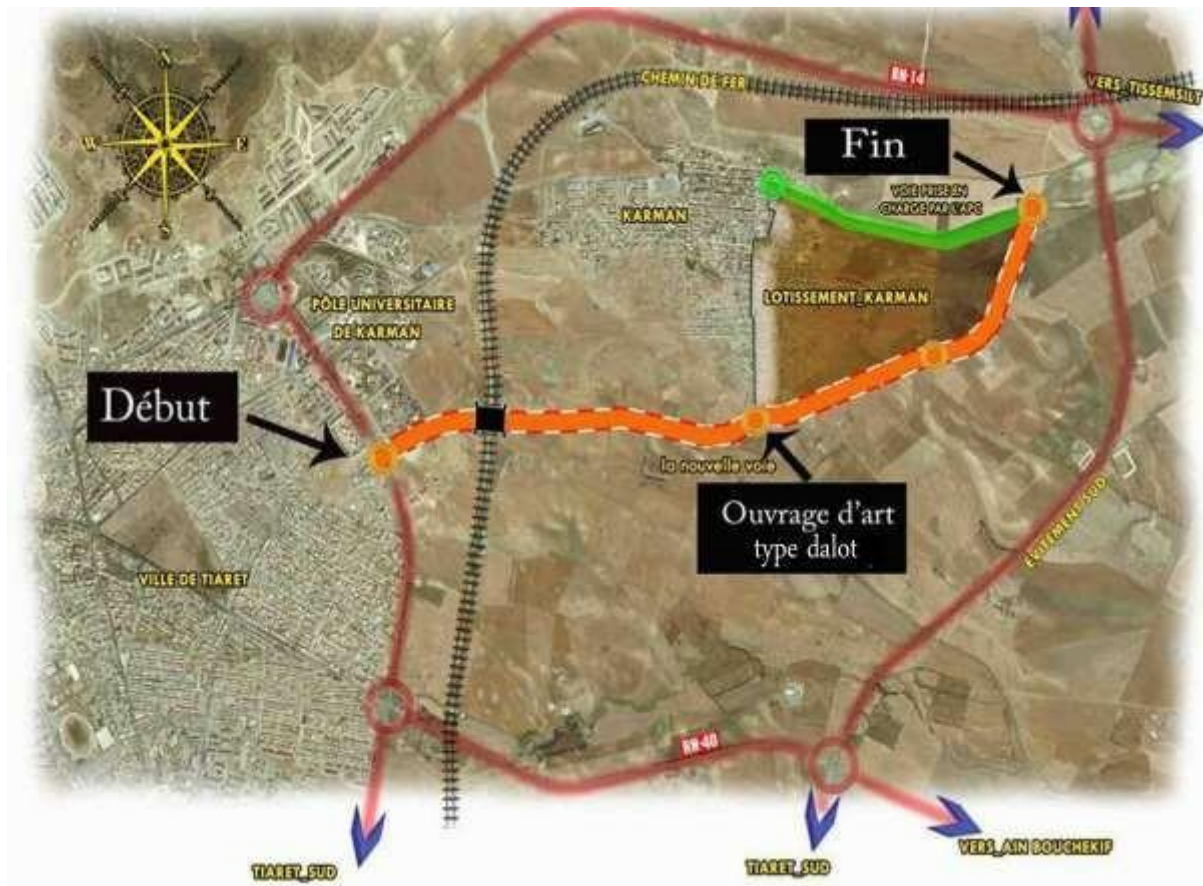 N
W
E
S
CHEMIN DE FER
RN-14
VERS_TISSEMSILT
Fin
VOIE PRISE EN
CHARGE PAR L'APC
KARMAN
LOTISSEMENT_KARMAN
PÔLE UNIVERSITAIRE
DE KARMAN
Début
la nouvelle voie
Ouvrage d'art
type dalot
ÉVITEMENT SUD
VILLE DE TIARET
RN-40
VERS_AIN BOUCHEKIF
TIARET_SUD
TIARET_SUD